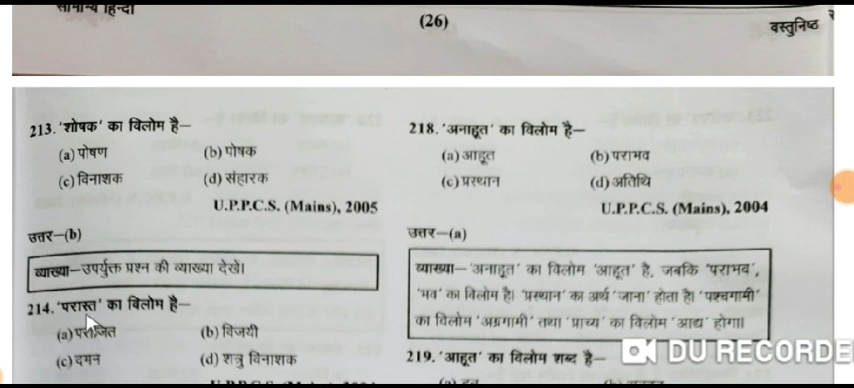 सामान्य हिन्दी
(26)
वस्तुनिष्ठ
213. 'शोषक' का विलोम है—
(a) पोषण (b) पोषक
(c) विनाशक (d) संहारक
U.P.P.C.S. (Mains), 2005
उत्तर—(b)
व्याख्या—उपर्युक्त प्रश्न की व्याख्या देखें।
214. 'परास्त' का विलोम है—
(a) पराजित (b) विजयी
(c) दमन (d) शत्रु विनाशक
218. 'अनाहूत' का विलोम है—
(a) आहूत (b) पराभव
(c) प्रस्थान (d) अतिथि
U.P.P.C.S. (Mains), 2004
उत्तर—(a)
व्याख्या— 'अनाहूत' का विलोम 'आहूत' है, जबकि 'पराभव',
'भव' का विलोम है। 'प्रस्थान' का अर्थ 'जाना' होता है। 'पश्चगामी'
का विलोम 'अग्रगामी' तथा 'प्राच्य' का विलोम 'आद्य' होगा।
219. 'आहूत' का विलोम शब्द है—
DU RECORDE